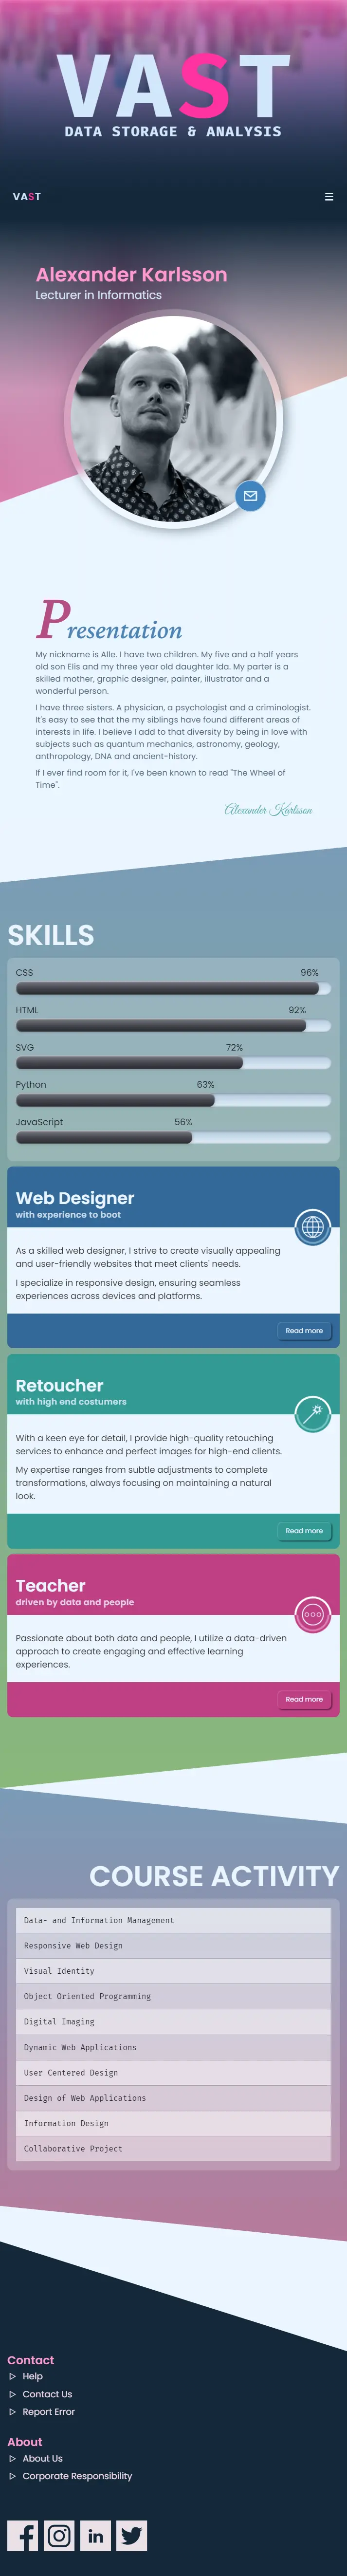 VAST
DATA STORAGE & ANALYSIS
VAST
Alexander Karlsson
Lecturer in Informatics
Presentation
My nickname is Alle. I have two children. My five and a half years
old son Elis and my three year old daughter Ida. My parter is a
skilled mother, graphic designer, painter, illustrator and a
wonderful person.
I have three sisters. A physician, a psychologist and a criminologist.
It's easy to see that the my siblings have found different areas of
interests in life. I believe I add to that diversity by being in love with
subjects such as quantum mechanics, astronomy, geology,
anthropology, DNA and ancient-history.
If I ever find room for it, I've been known to read "The Wheel of
Time".
Alexander Karlsson
SKILLS
CSS 96%
HTML 92%
SVG 72%
Python 63%
JavaScript 56%
Web Designer
with experience to boot
As a skilled web designer, I strive to create visually appealing
and user-friendly websites that meet clients' needs.
I specialize in responsive design, ensuring seamless
experiences across devices and platforms.
Read more
Retoucher
with high end costumers
With a keen eye for detail, I provide high-quality retouching
services to enhance and perfect images for high-end clients.
My expertise ranges from subtle adjustments to complete
transformations, always focusing on maintaining a natural
look.
Read more
Teacher
driven by data and people
Passionate about both data and people, I utilize a data-driven
approach to create engaging and effective learning
experiences.
Read more
COURSE ACTIVITY
Data- and Information Management
Responsive Web Design
Visual Identity
Object Oriented Programming
Digital Imaging
Dynamic Web Applications
User Centered Design
Design of Web Applications
Information Design
Collaborative Project
Contact
Help
Contact Us
Report Error
About
About Us
Corporate Responsibility